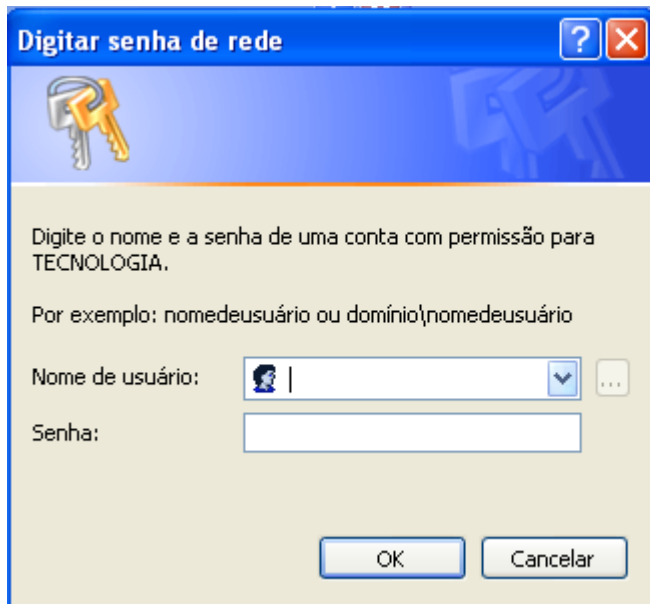 Digitar senha de rede
Digite o nome e a senha de uma conta com permissão para
TECNOLOGIA.
Por exemplo: nomedeusuário ou domínio\nomedeusuário
Nome de usuário:
...
Senha:
OK
Cancelar